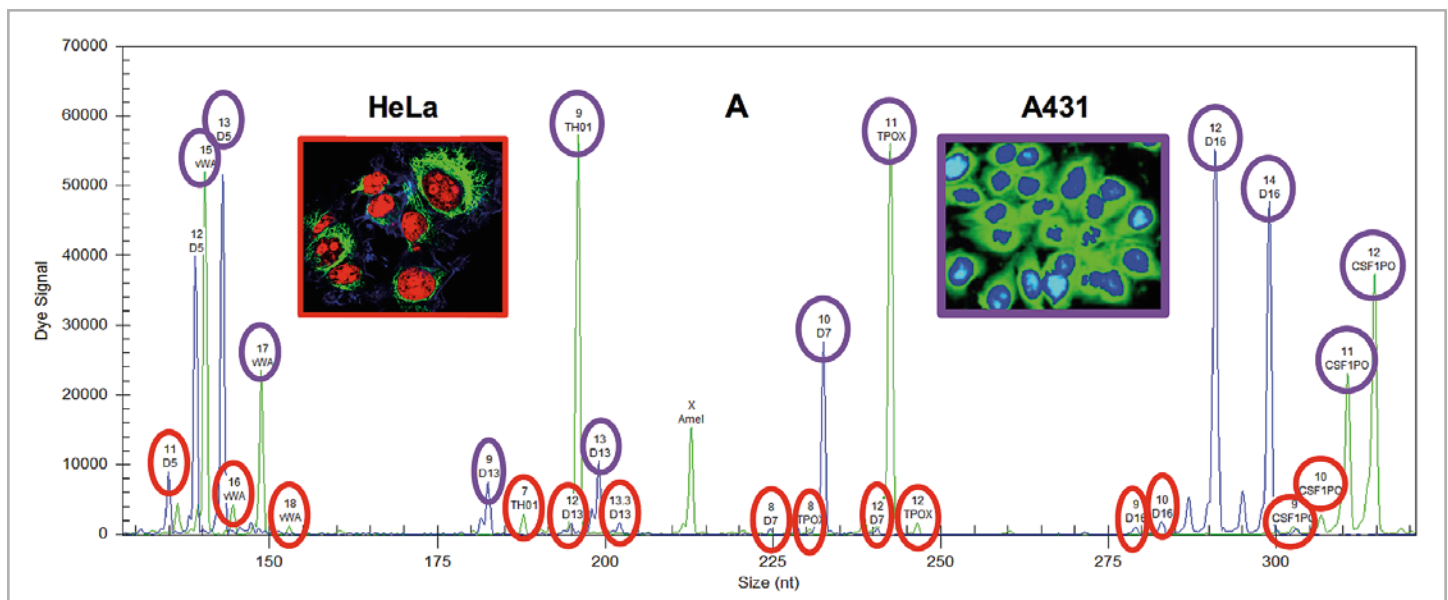 70000
60000
50000
40000
30000
20000
10000
0
Dye Signal
HeLa
A
A431
11
D5
12
D5
15
vWA
13
D5
16
vWA
17
vWA
18
vWA
9
D13
7
TH01
9
TH01
12
D13
13
D13
13.3
D13
X
Amel
8
D7
8
TPOX
10
D7
12
D7
11
TPOX
12
TPOX
9
D16
10
D16
12
D16
14
D16
9
CSF1PO
10
CSF1PO
11
CSF1PO
12
CSF1PO
150
175
200
225
250
275
300
Size (nt)